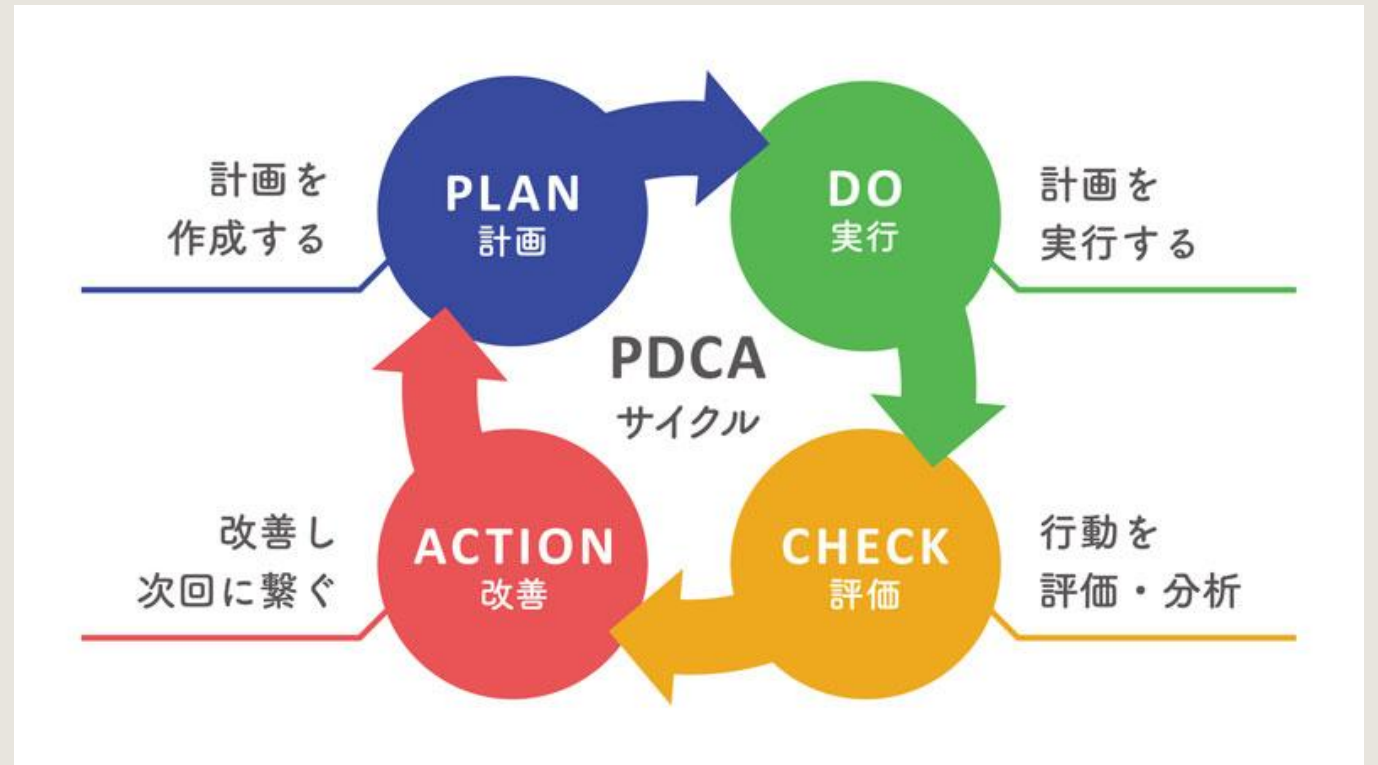 計画を
作成する
PLAN
計画
DO
実行
計画を
実行する
PDCA
サイクル
改善し
次回に繋ぐ
ACTION
改善
CHECK
評価
行動を
評価・分析